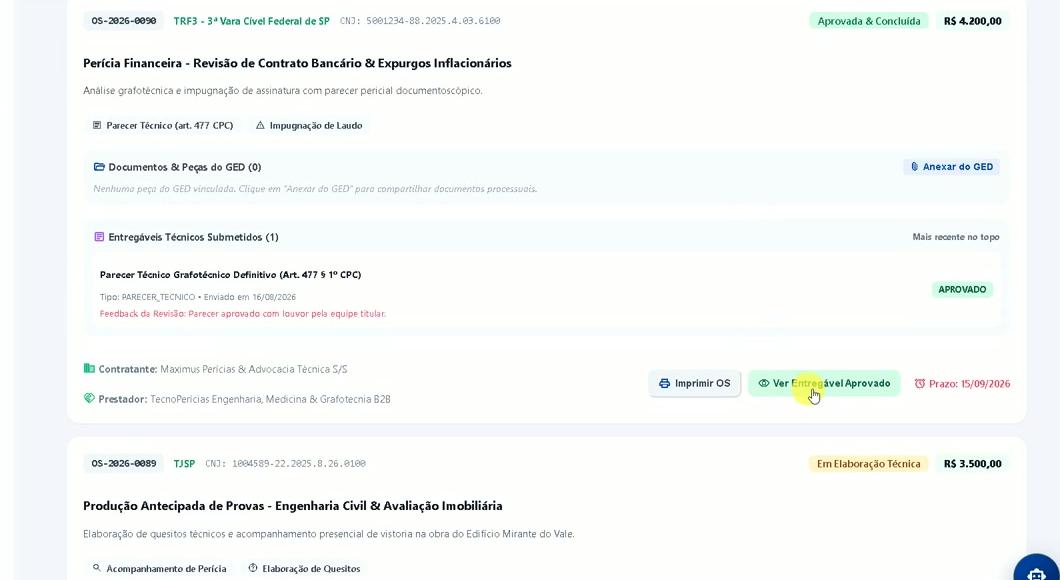 OS-2026-0090 TRF3 - 3ª Vara Cível Federal de SP CNJ: 5001234-88.2025.4.03.6100 Aprovada & Concluída R$ 4.200,00
Perícia Financeira - Revisão de Contrato Bancário & Expurgos Inflacionários
Análise grafotécnica e impugnação de assinatura com parecer pericial documentoscópico.
Parecer Técnico (art. 477 CPC) Impugnação de Laudo
Documentos & Peças do GED (0) Anexar do GED
Nenhuma peça do GED vinculada. Clique em "Anexar do GED" para compartilhar documentos processuais.
Entregáveis Técnicos Submetidos (1) Mais recente no topo
Parecer Técnico Grafotécnico Definitivo (Art. 477 § 1º CPC)
Tipo: PARECER_TECNICO • Enviado em 16/08/2026
APROVADO
Feedback da Revisão: Parecer aprovado com louvor pela equipe titular.
Contratante: Maximus Perícias & Advocacia Técnica S/S
Imprimir OS Ver Entregável Aprovado Prazo: 15/09/2026
Prestador: TecnoPerícias Engenharia, Medicina & Grafotecnia B2B
OS-2026-0089 TJSP CNJ: 1004589-22.2025.8.26.0100 Em Elaboração Técnica R$ 3.500,00
Produção Antecipada de Provas - Engenharia Civil & Avaliação Imobiliária
Elaboração de quesitos técnicos e acompanhamento presencial de vistoria na obra do Edifício Mirante do Vale.
Acompanhamento de Perícia Elaboração de Quesitos